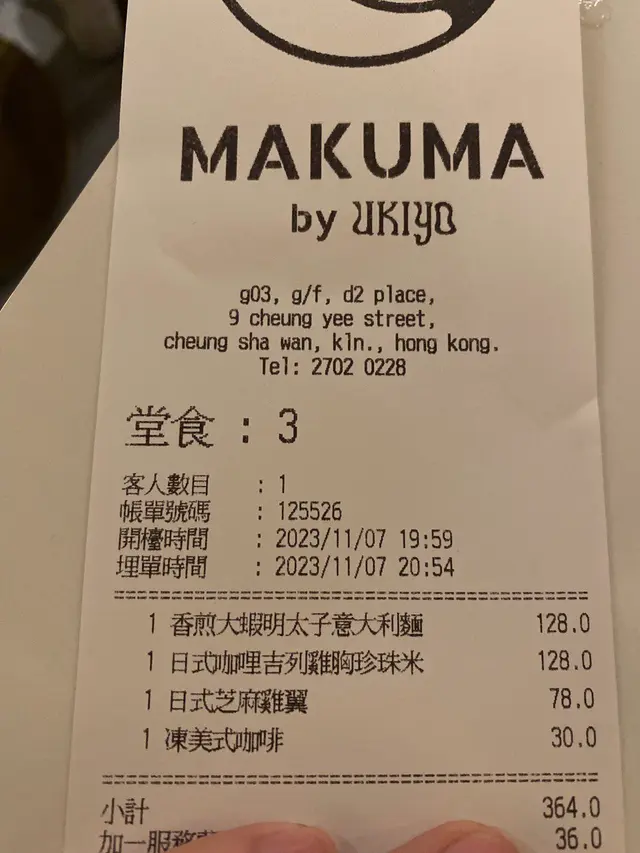 MAKUMA
by UKIYO
g03, g/f, d2 place,
9 cheung yee street,
cheung sha wan, kln., hong kong.
Tel: 2702 0228
堂食 : 3
客人數目 : 1
帳單號碼 : 125526
開檯時間 : 2023/11/07 19:59
埋單時間 : 2023/11/07 20:54
1 香煎大蝦明太子意大利麵 128.0
1 日式咖哩吉列雞胸珍珠米 128.0
1 日式芝麻雞翼 78.0
1 凍美式咖啡 30.0
小計 364.0
加一服務 36.0